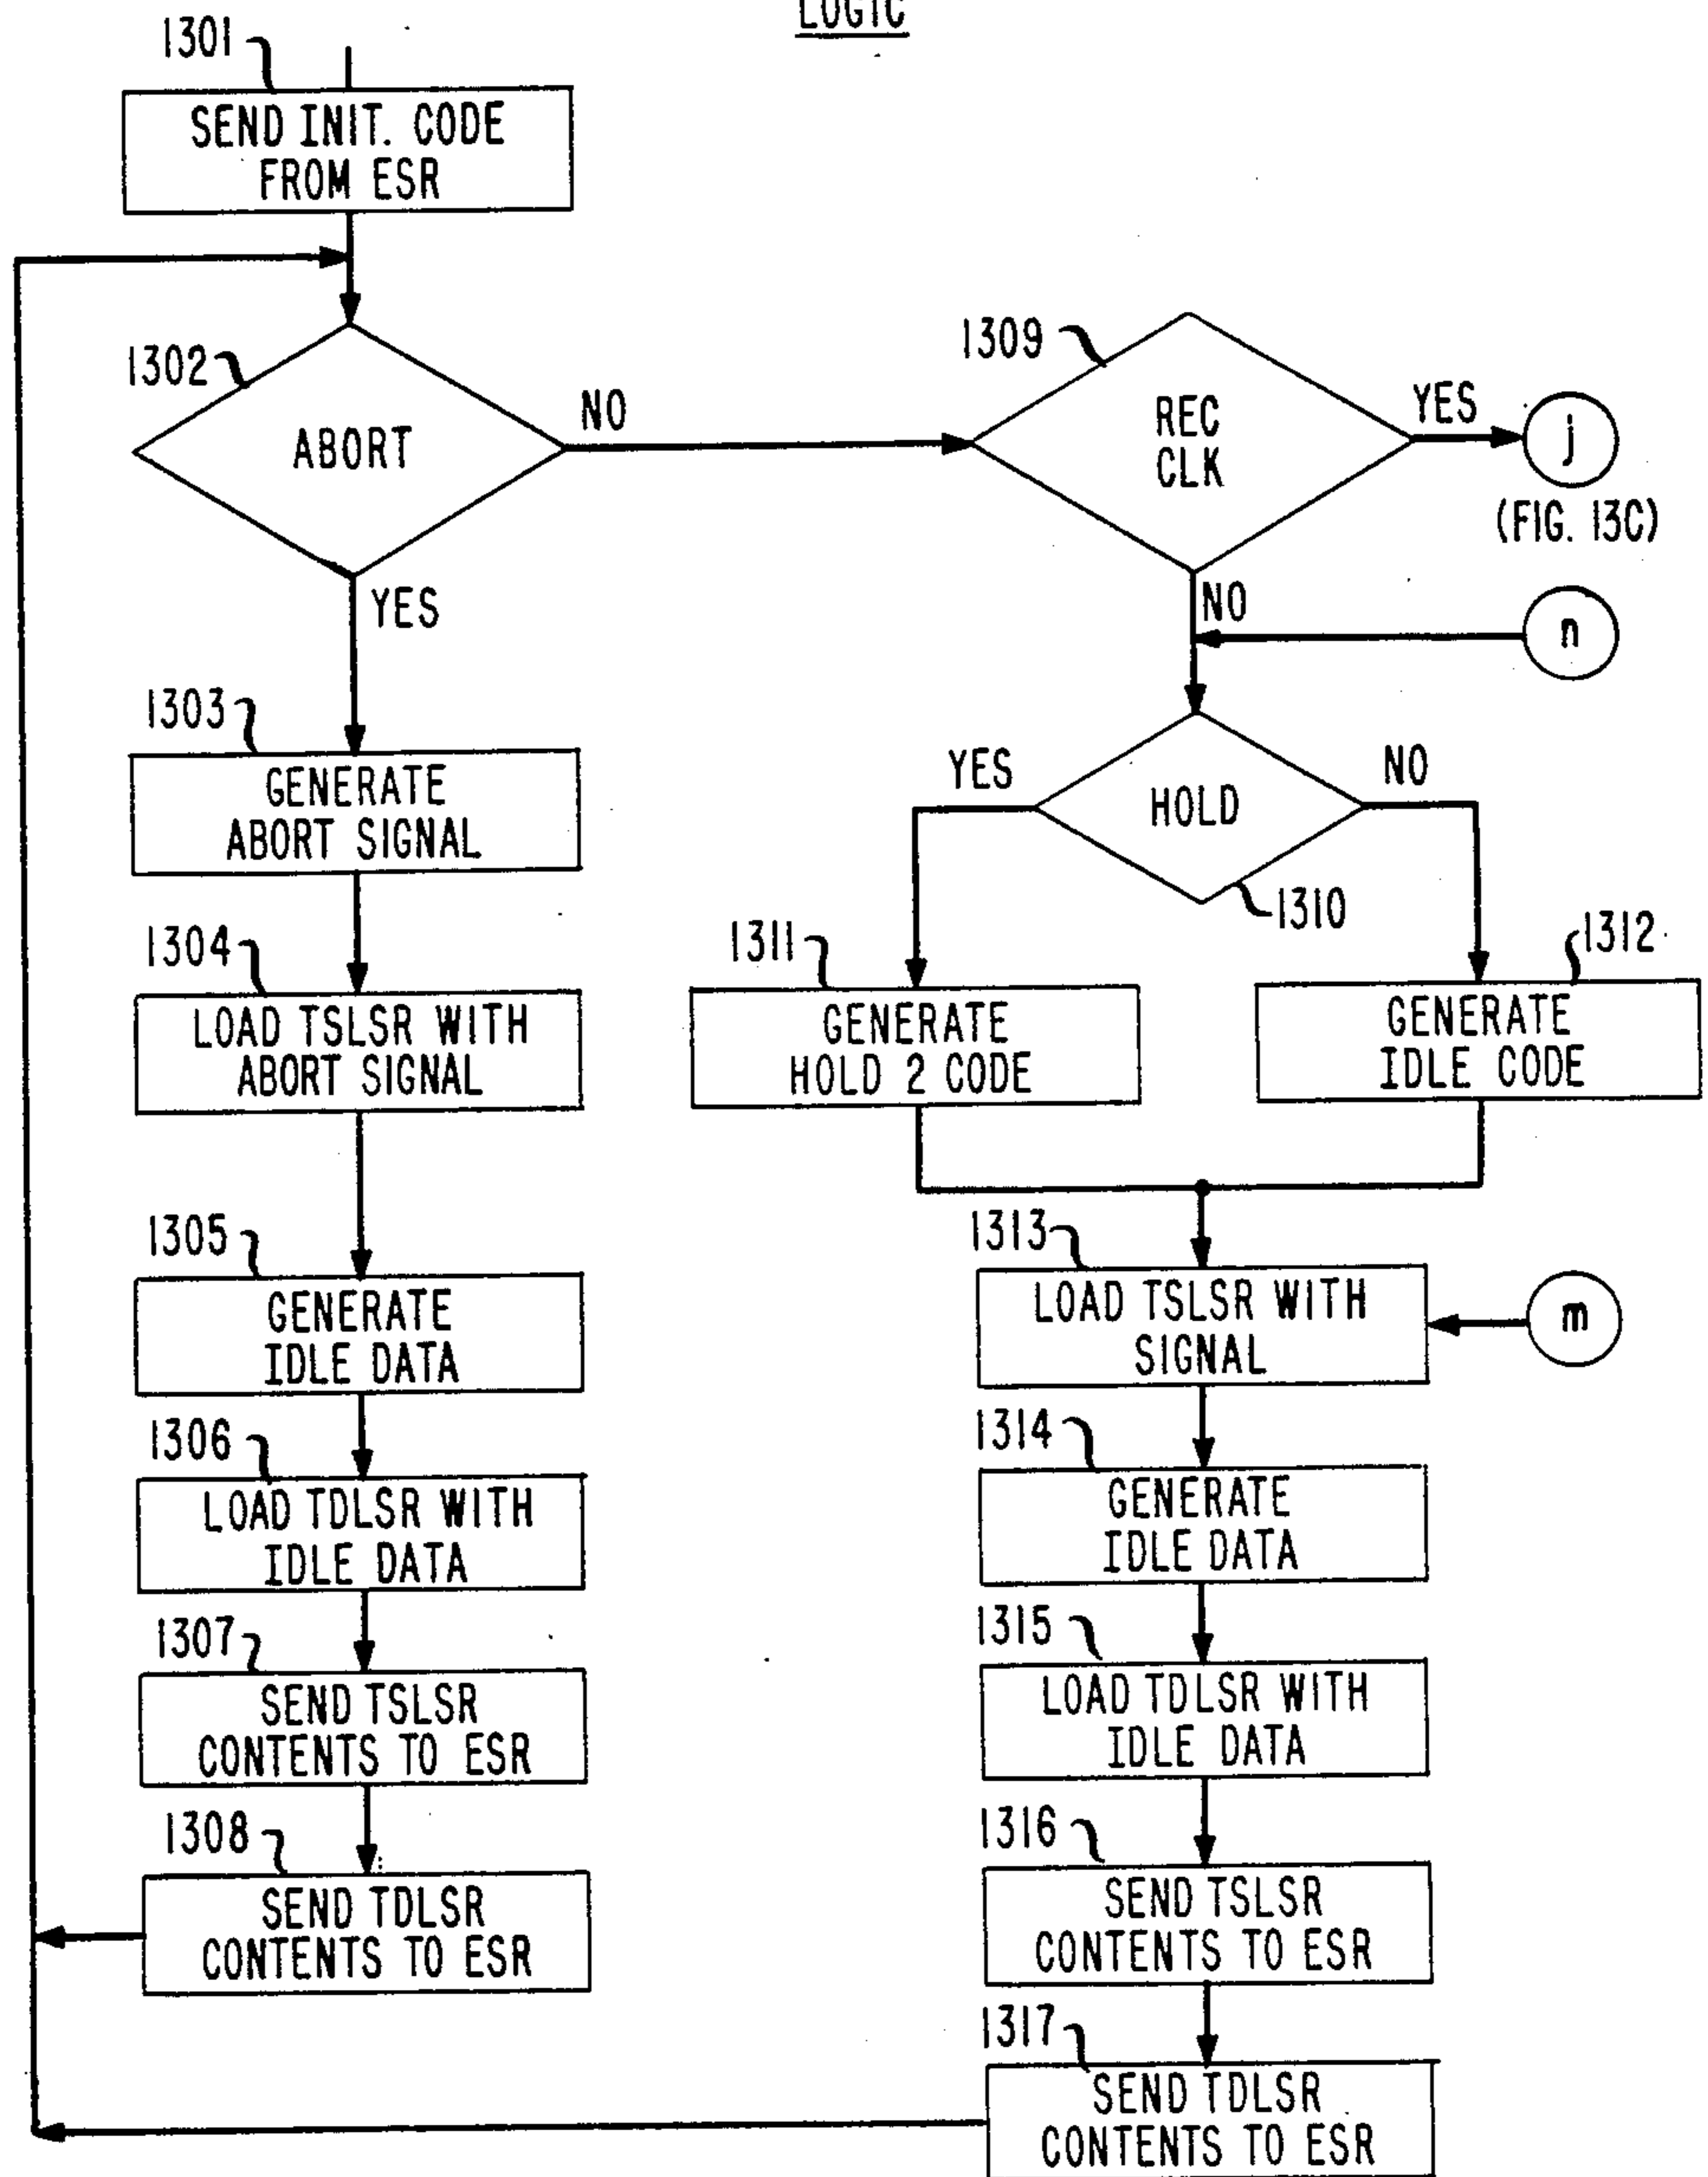 LOGIC
1301
SEND INIT. CODE
FROM ESR
1302
ABORT
NO
YES
1303
GENERATE
ABORT SIGNAL
1304
LOAD TSLSR WITH
ABORT SIGNAL
1305
GENERATE
IDLE DATA
1306
LOAD TDLSR WITH
IDLE DATA
1307
SEND TSLSR
CONTENTS TO ESR
1308
SEND TDLSR
CONTENTS TO ESR
1309
REC
CLK
YES
j
(FIG. 13C)
NO
n
YES
HOLD
NO
1310
1311
GENERATE
HOLD 2 CODE
1312
GENERATE
IDLE CODE
1313
LOAD TSLSR WITH
SIGNAL
m
1314
GENERATE
IDLE DATA
1315
LOAD TDLSR WITH
IDLE DATA
1316
SEND TSLSR
CONTENTS TO ESR
1317
SEND TDLSR
CONTENTS TO ESR